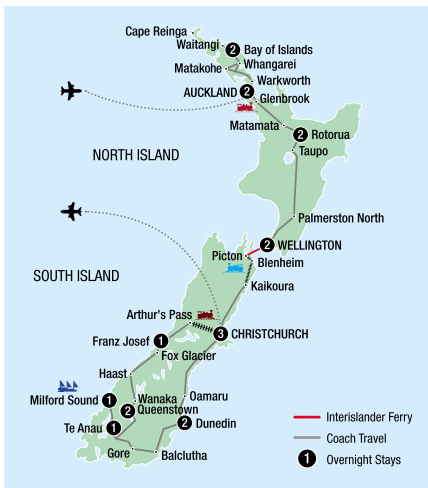 Cape Reinga
Waitangi
2 Bay of Islands
Whangarei
Matakohe
Warkworth
AUCKLAND 2
Glenbrook
Matamata
2 Rotorua
Taupo
NORTH ISLAND
Palmerston North
2 WELLINGTON
Picton
Blenheim
SOUTH ISLAND
Kaikoura
Arthur's Pass
3 CHRISTCHURCH
Franz Josef 1
Fox Glacier
Haast
Milford Sound 1
Wanaka
Oamaru
2 Queenstown
Te Anau 1
2 Dunedin
Gore
Balclutha
Interislander Ferry
Coach Travel
1 Overnight Stays